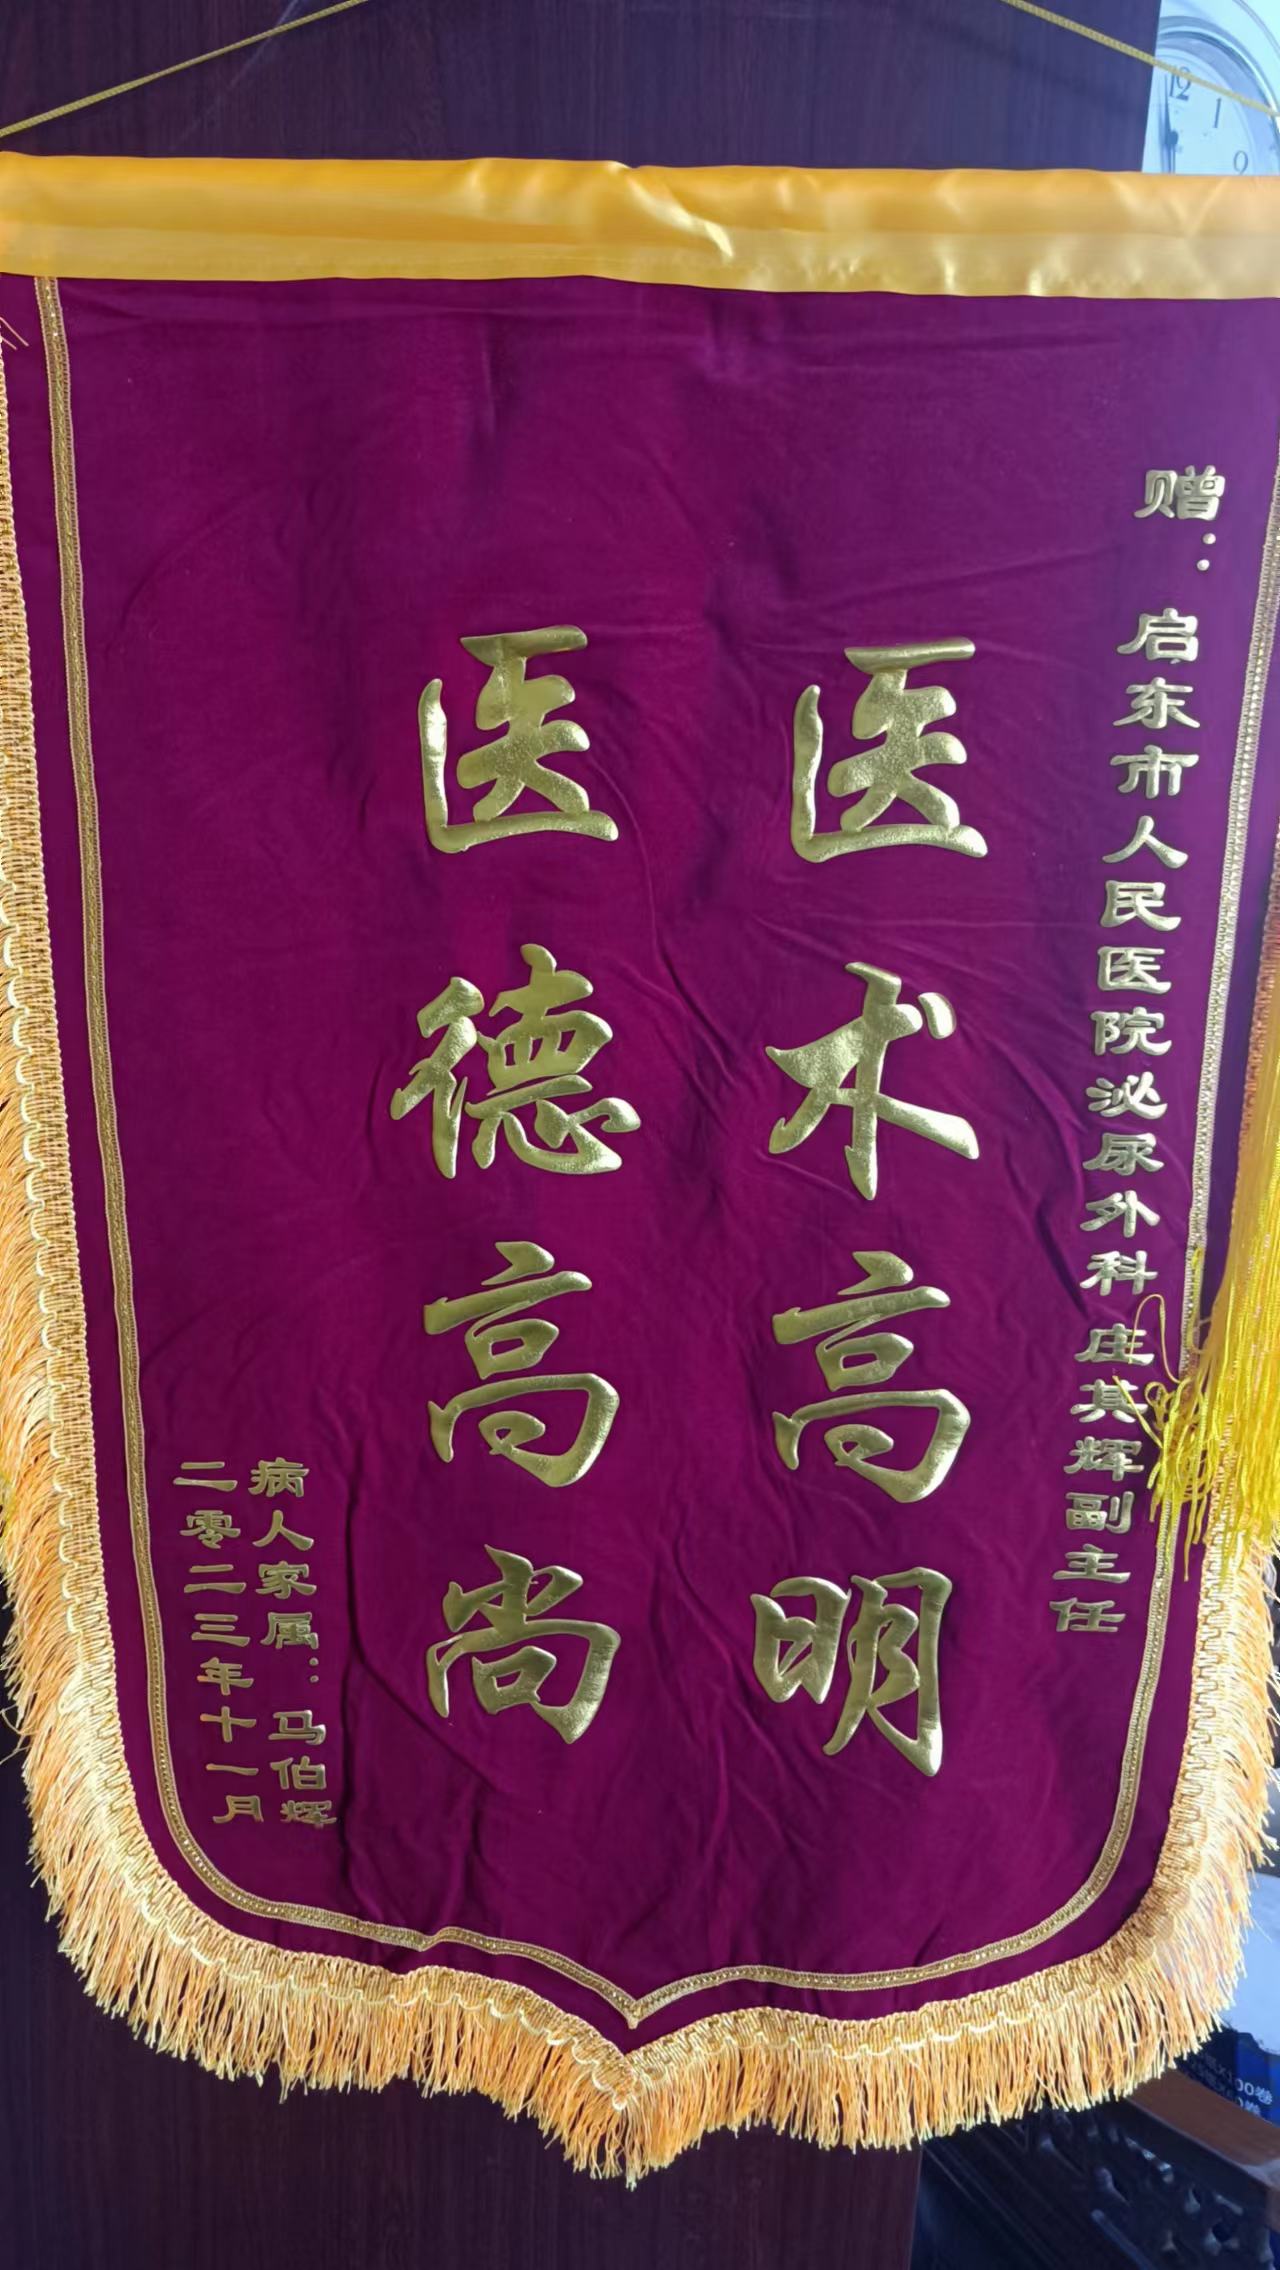 赠：启东市人民医院泌尿外科庄其辉副主任
医术高明
医德高尚
病人家属：马伯辉
二零二三年十一月
12
1